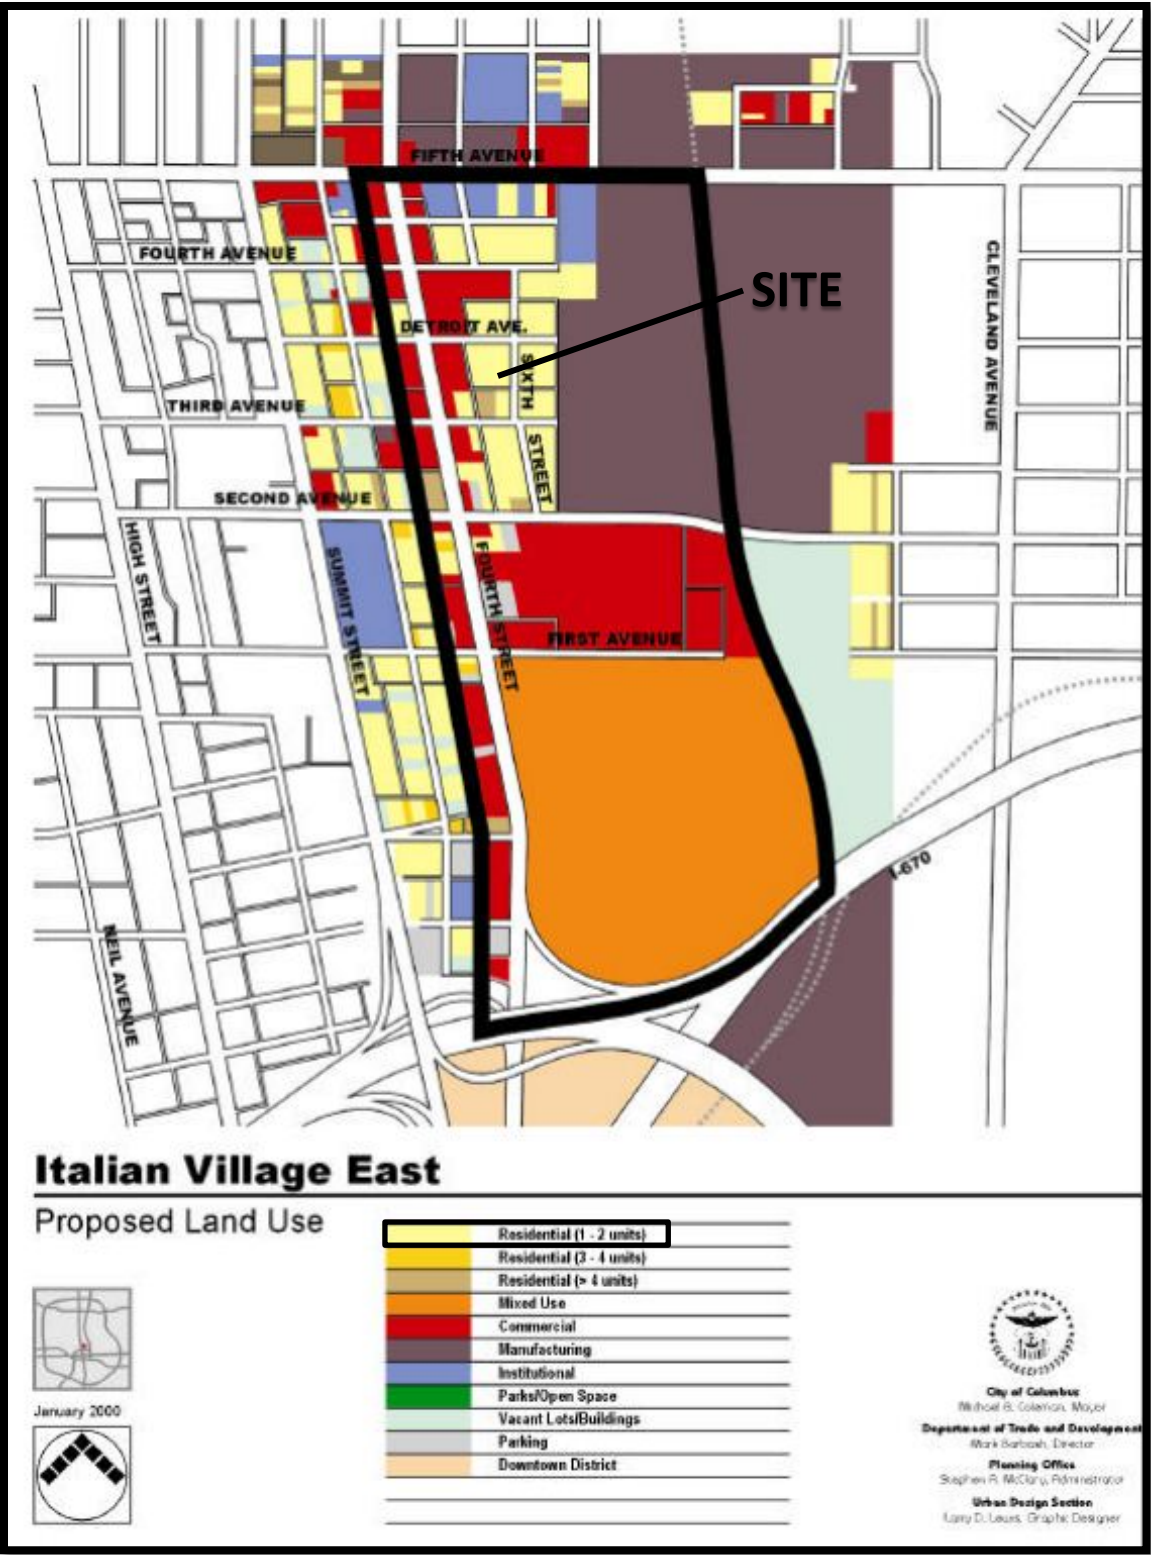 FIFTH AVENUE
FOURTH AVENUE
SITE
CLEVELAND AVENUE
DETROIT AVE.
SIXTH
STREET
THIRD AVENUE
SECOND AVENUE
HIGH STREET
SUMMIT STREET
FOURTH STREET
FIRST AVENUE
I-670
NEIL AVENUE
Italian Village East
Proposed Land Use
Residential (1 - 2 units)
Residential (3 - 4 units)
Residential (> 4 units)
Mixed Use
Commercial
Manufacturing
Institutional
Parks/Open Space
Vacant Lots/Buildings
Parking
Downtown District
January 2000
City of Columbus
Michael B. Coleman, Mayor
Department of Trade and Development
Mark Barbash, Director
Planning Office
Stephen R. McClary, Administrator
Urban Design Section
Larry D. Lewis, Graphic Designer